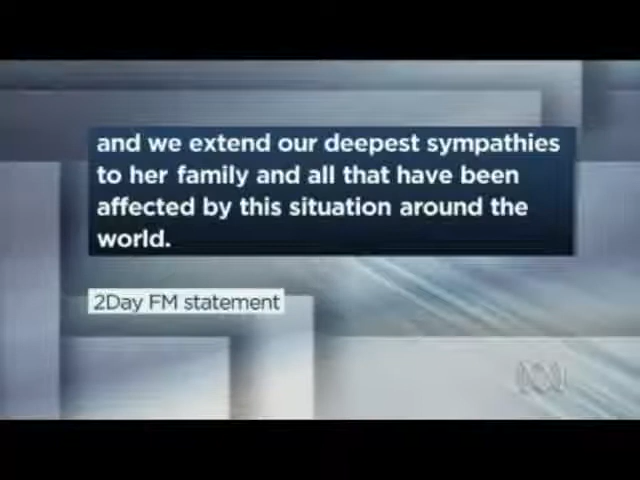 and we extend our deepest sympathies
to her family and all that have been
affected by this situation around the
world.
2Day FM statement